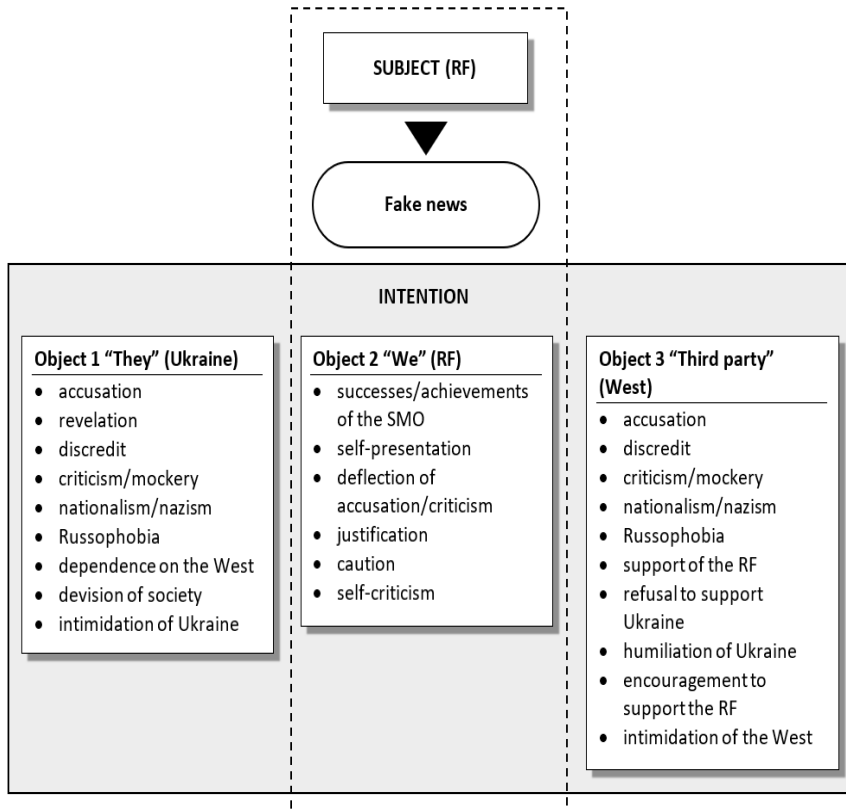 SUBJECT (RF)
Fake news
INTENTION
Object 1 “They” (Ukraine)
• accusation
• revelation
• discredit
• criticism/mockery
• nationalism/nazism
• Russophobia
• dependence on the West
• devision of society
• intimidation of Ukraine
Object 2 “We” (RF)
• successes/achievements
of the SMO
• self-presentation
• deflection of
accusation/criticism
• justification
• caution
• self-criticism
Object 3 “Third party”
(West)
• accusation
• discredit
• criticism/mockery
• nationalism/nazism
• Russophobia
• support of the RF
• refusal to support
Ukraine
• humiliation of Ukraine
• encouragement to
support the RF
• intimidation of the West